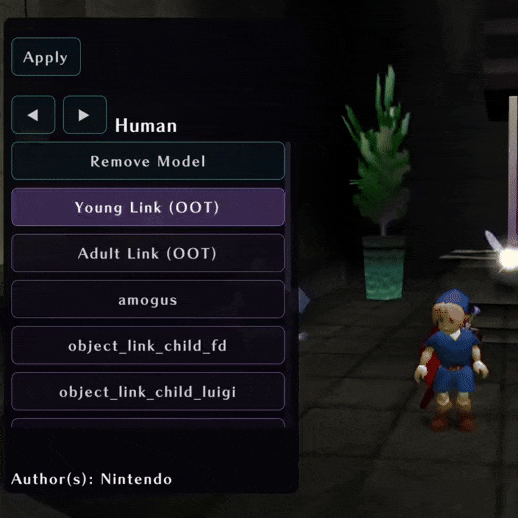 Apply
Human
Remove Model
Young Link (OOT)
Adult Link (OOT)
amogus
object_link_child_fd
object_link_child_luigi
Author(s): Nintendo